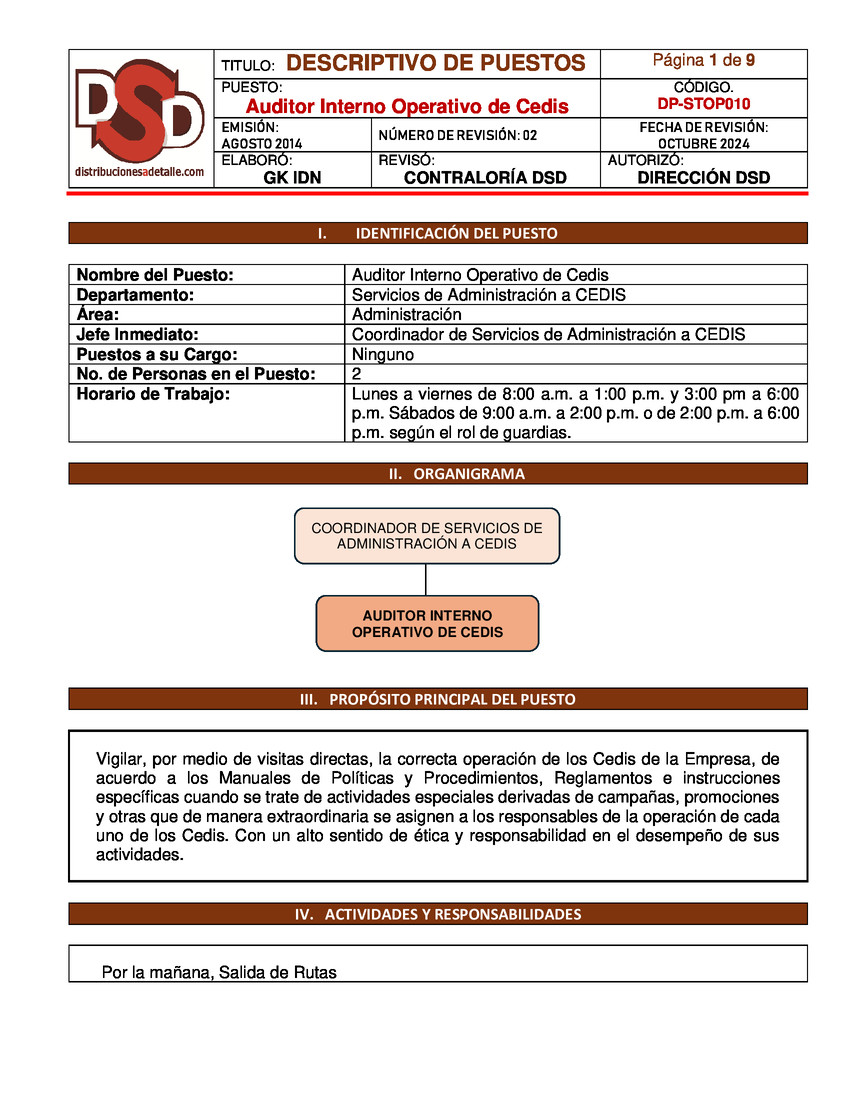 DSD
distribucionesadetalle.com
TITULO: DESCRIPTIVO DE PUESTOS
Página 1 de 9
PUESTO:
Auditor Interno Operativo de Cedis
CÓDIGO.
DP-STOP010
EMISIÓN:
AGOSTO 2014
NÚMERO DE REVISIÓN: 02
FECHA DE REVISIÓN:
OCTUBRE 2024
ELABORÓ:
GK IDN
REVISÓ:
CONTRALORÍA DSD
AUTORIZÓ:
DIRECCIÓN DSD
I. IDENTIFICACIÓN DEL PUESTO
Nombre del Puesto: Auditor Interno Operativo de Cedis
Departamento: Servicios de Administración a CEDIS
Área: Administración
Jefe Inmediato: Coordinador de Servicios de Administración a CEDIS
Puestos a su Cargo: Ninguno
No. de Personas en el Puesto: 2
Horario de Trabajo: Lunes a viernes de 8:00 a.m. a 1:00 p.m. y 3:00 pm a 6:00
p.m. Sábados de 9:00 a.m. a 2:00 p.m. o de 2:00 p.m. a 6:00
p.m. según el rol de guardias.
II. ORGANIGRAMA
COORDINADOR DE SERVICIOS DE
ADMINISTRACIÓN A CEDIS
AUDITOR INTERNO
OPERATIVO DE CEDIS
III. PROPÓSITO PRINCIPAL DEL PUESTO
Vigilar, por medio de visitas directas, la correcta operación de los Cedis de la Empresa, de
acuerdo a los Manuales de Políticas y Procedimientos, Reglamentos e instrucciones
específicas cuando se trate de actividades especiales derivadas de campañas, promociones
y otras que de manera extraordinaria se asignen a los responsables de la operación de cada
uno de los Cedis. Con un alto sentido de ética y responsabilidad en el desempeño de sus
actividades.
IV. ACTIVIDADES Y RESPONSABILIDADES
Por la mañana, Salida de Rutas